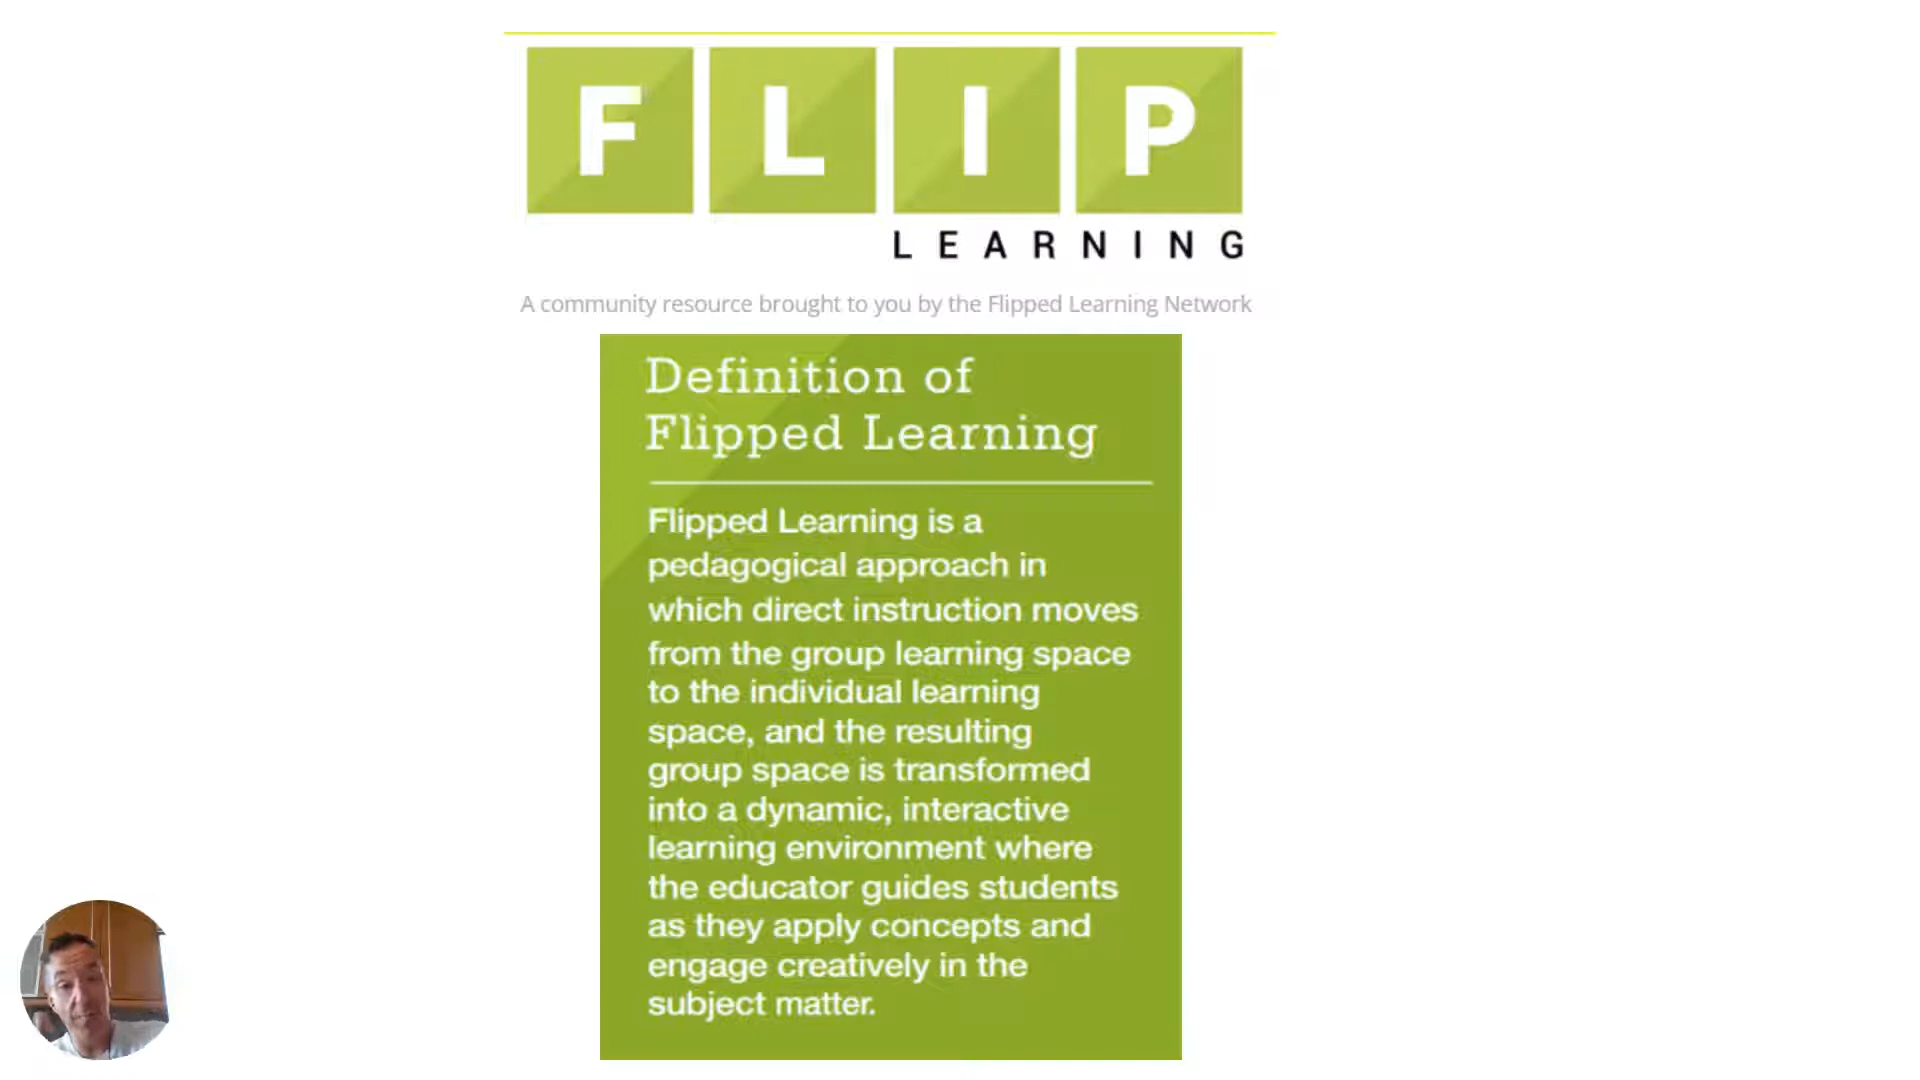 FLIP
LEARNING
A community resource brought to you by the Flipped Learning Network
Definition of
Flipped Learning
Flipped Learning is a
pedagogical approach in
which direct instruction moves
from the group learning space
to the individual learning
space, and the resulting
group space is transformed
into a dynamic, interactive
learning environment where
the educator guides students
as they apply concepts and
engage creatively in the
subject matter.